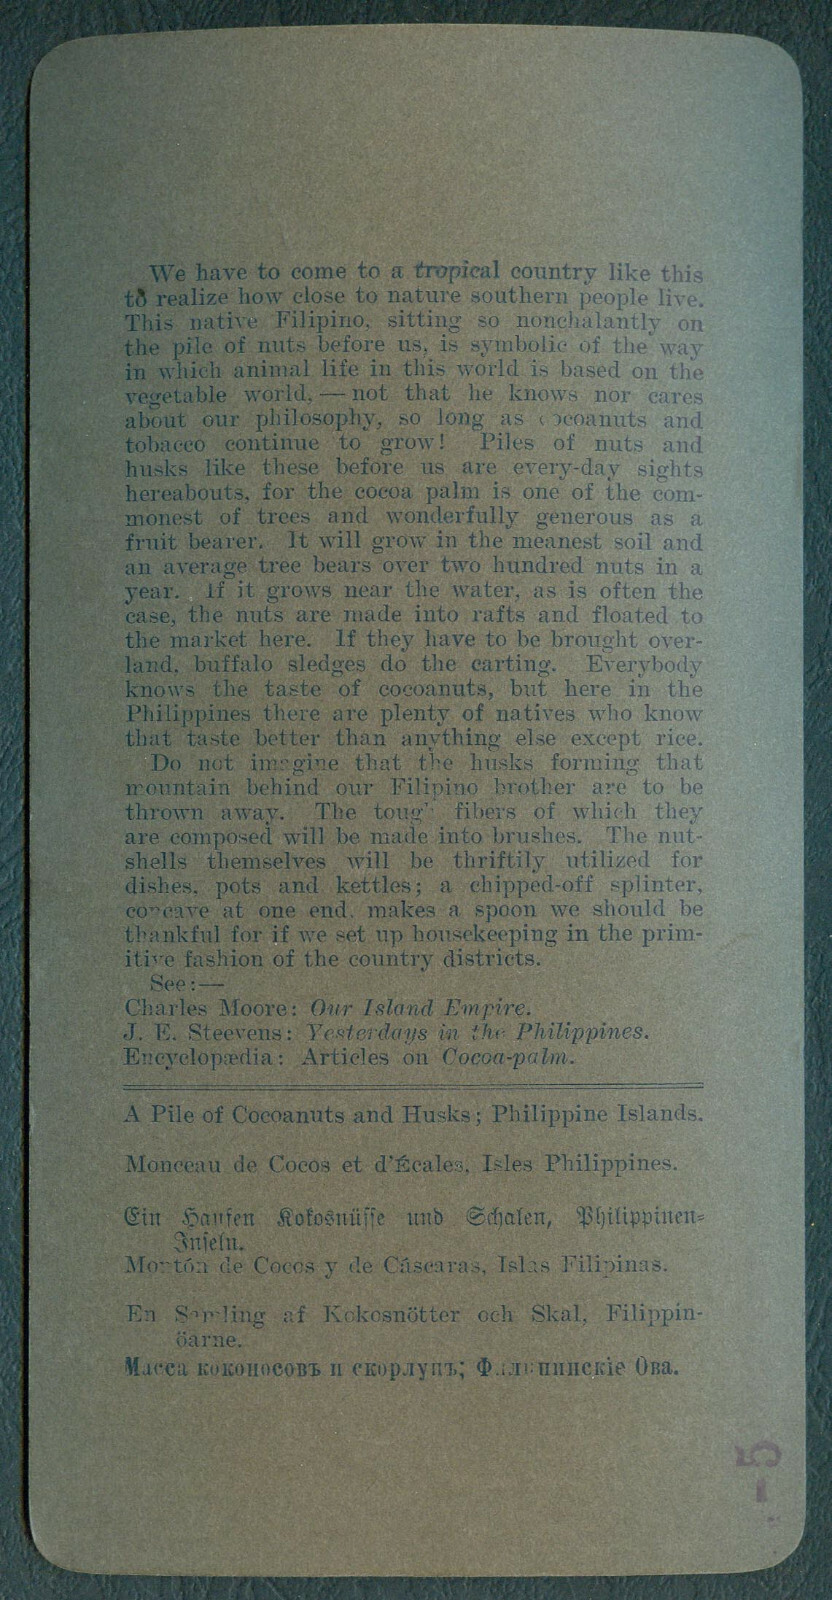 We have to come to a tropical country like this
to realize how close to nature southern people live.
This native Filipino, sitting so nonchalantly on
the pile of nuts before us, is symbolic of the way
in which animal life in this world is based on the
vegetable world, — not that he knows nor cares
about our philosophy, so long as cocoanuts and
tobacco continue to grow! Piles of nuts and
husks like these before us are every-day sights
hereabouts, for the cocoa palm is one of the com-
monest of trees and wonderfully generous as a
fruit bearer. It will grow in the meanest soil and
an average tree bears over two hundred nuts in a
year. If it grows near the water, as is often the
case, the nuts are made into rafts and floated to
the market here. If they have to be brought over-
land, buffalo sledges do the carting. Everybody
knows the taste of cocoanuts, but here in the
Philippines there are plenty of natives who know
that taste better than anything else except rice.
Do not imagine that the husks forming that
mountain behind our Filipino brother are to be
thrown away. The tough fibers of which they
are composed will be made into brushes. The nut-
shells themselves will be thriftily utilized for
dishes, pots and kettles; a chipped-off splinter,
concave at one end, makes a spoon we should be
thankful for if we set up housekeeping in the prim-
itive fashion of the country districts.
See:—
Charles Moore: Our Island Empire.
J. E. Steevens: Yesterdays in the Philippines.
Encyclopædia: Articles on Cocoa-palm.
A Pile of Cocoanuts and Husks; Philippine Islands.
Monceau de Cocos et d'Écales, Isles Philippines.
Ein Haufen Kokosnüsse und Schalen, Philippinen=
Inseln.
Mortón de Cocos y de Cáscaras, Islas Filipinas.
En Samling af Kokosnötter och Skal, Filippin-
öarne.
Масса коконосовъ и скорлупъ; Филипинскіе Ова.
-5